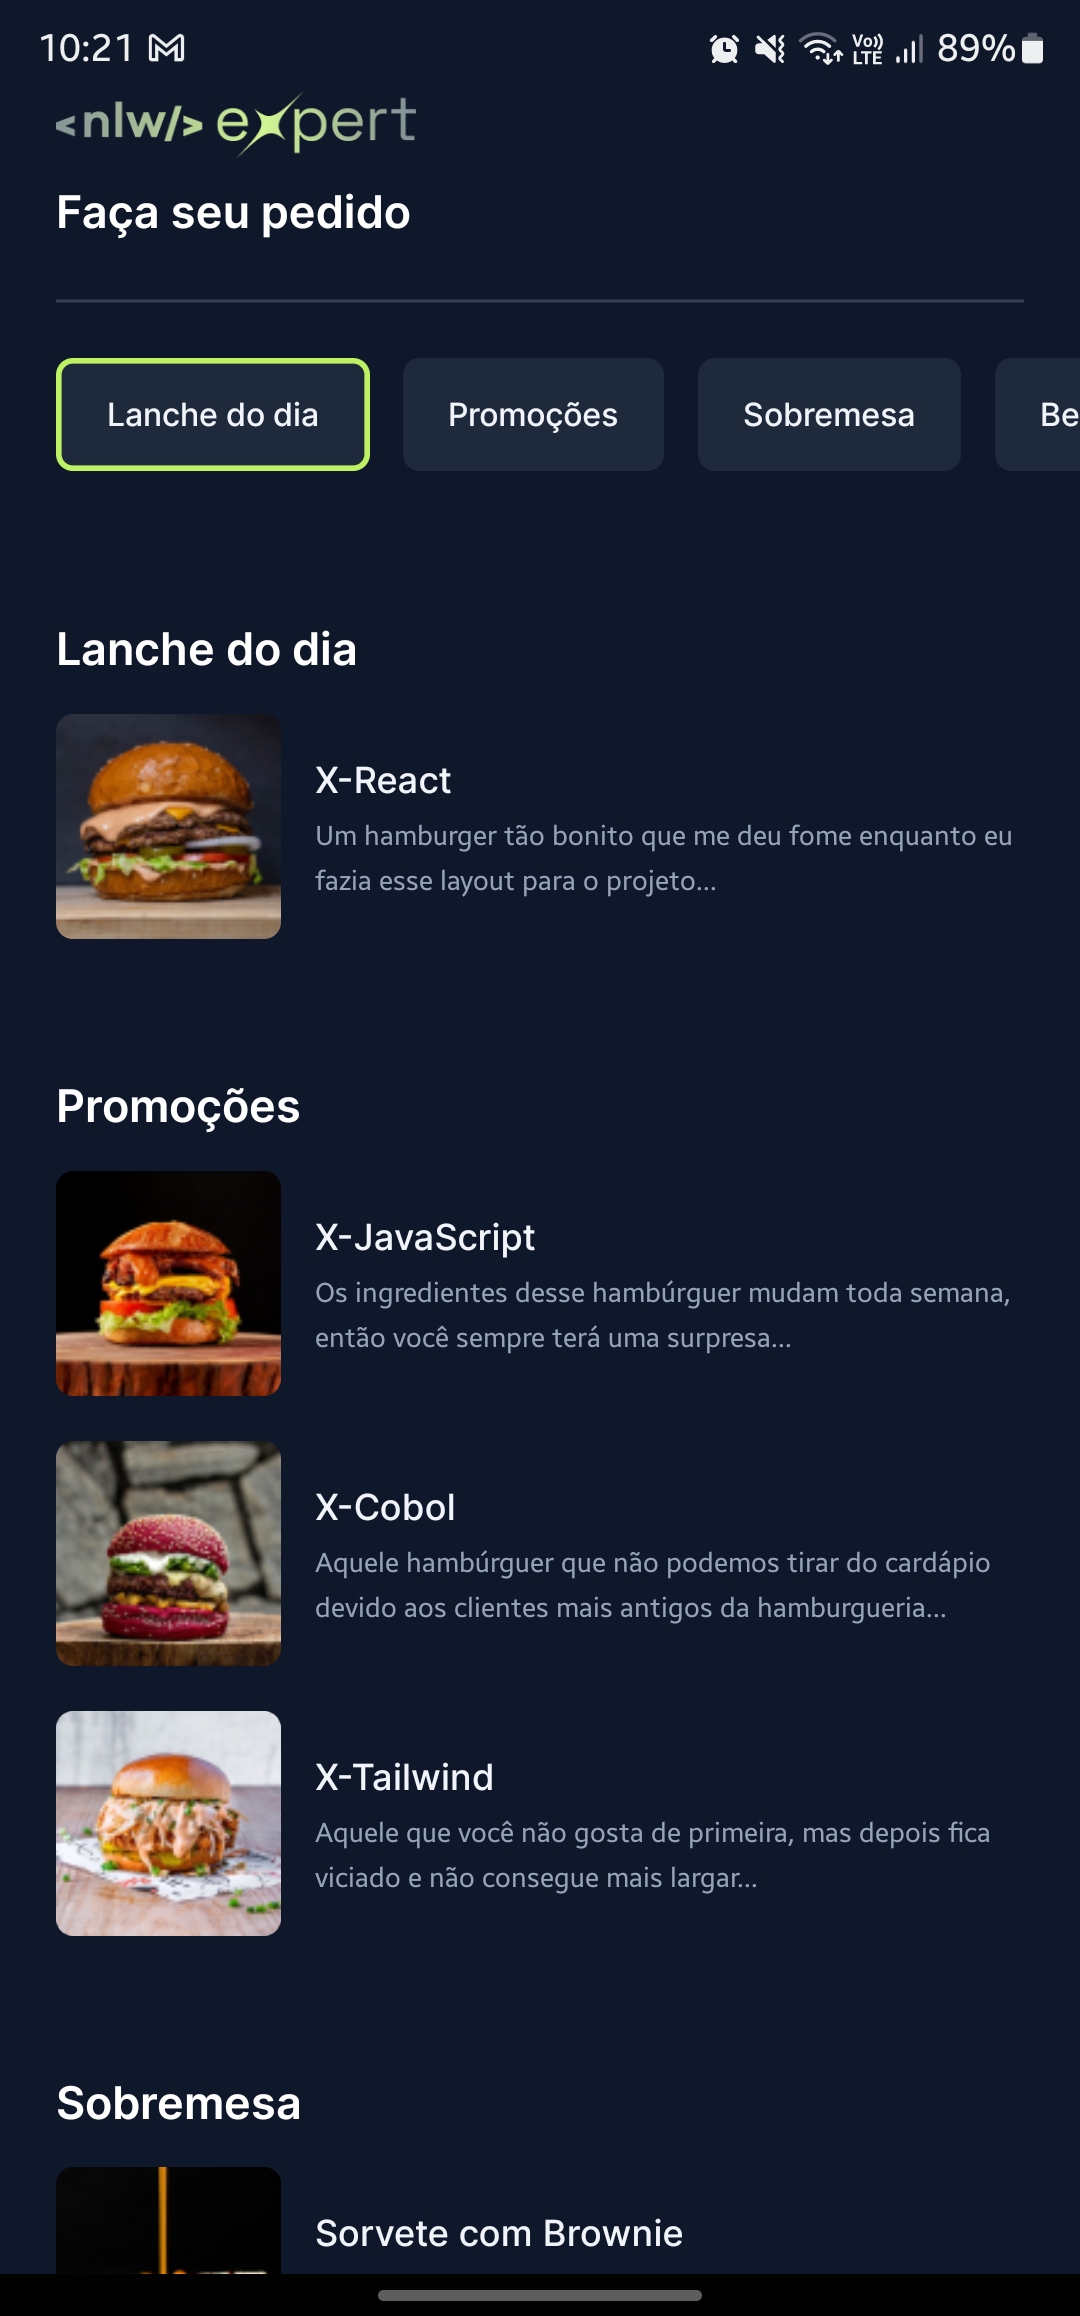 10:21
Vo))
LTE
89%
<nlw/> expert
Faça seu pedido
Lanche do dia
Promoções
Sobremesa
Be
Lanche do dia
X-React
Um hamburger tão bonito que me deu fome enquanto eu
fazia esse layout para o projeto...
Promoções
X-JavaScript
Os ingredientes desse hambúrguer mudam toda semana,
então você sempre terá uma surpresa...
X-Cobol
Aquele hambúrguer que não podemos tirar do cardápio
devido aos clientes mais antigos da hamburgueria...
X-Tailwind
Aquele que você não gosta de primeira, mas depois fica
viciado e não consegue mais largar...
Sobremesa
Sorvete com Brownie